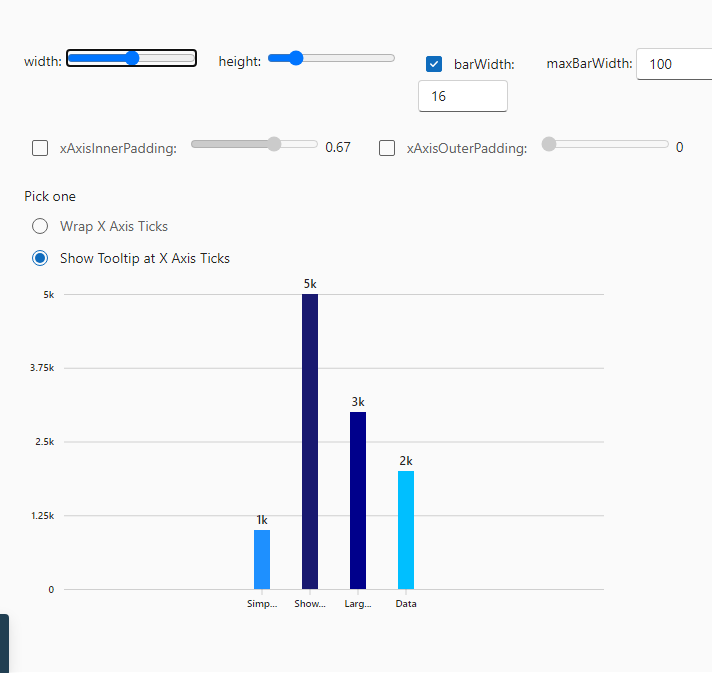 width: height: barWidth: maxBarWidth: 100
16
xAxisInnerPadding: 0.67 xAxisOuterPadding: 0
Pick one
Wrap X Axis Ticks
Show Tooltip at X Axis Ticks
5k
5k
3.75k
3k
2.5k
2k
1.25k
1k
0
Simp... Show... Larg... Data